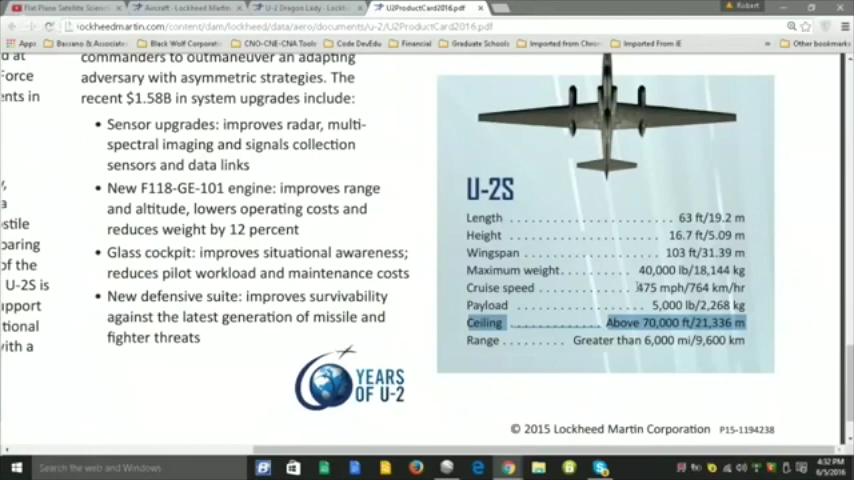 Flat Plane Satellite Scienc
Aircraft - Lockheed Martin
U-2 Dragon Lady - Lockh
U2ProductCard2016.pdf
Robert
lockheedmartin.com/content/dam/lockheed/data/aero/documents/u-2/U2ProductCard2016.pdf
Apps
Bassano & Associates
Black Wolf Corporatio
CNO-CNE-CNA Tools
Code DevEdu
Financial
Graduate Schools
Imported from Chrom
Imported From IE
Other bookmarks
d at
Force
ents in
a
ostile
paring
of the
U-2S is
upport
tional
with a
commanders to outmaneuver an adapting
adversary with asymmetric strategies. The
recent $1.58B in system upgrades include:
• Sensor upgrades: improves radar, multi-
spectral imaging and signals collection
sensors and data links
• New F118-GE-101 engine: improves range
and altitude, lowers operating costs and
reduces weight by 12 percent
• Glass cockpit: improves situational awareness;
reduces pilot workload and maintenance costs
• New defensive suite: improves survivability
against the latest generation of missile and
fighter threats
YEARS
OF U-2
U-2S
Length . . . . . . . . . . . . . . . . . . . . . . 63 ft/19.2 m
Height . . . . . . . . . . . . . . . . . . . . . 16.7 ft/5.09 m
Wingspan . . . . . . . . . . . . . . . . . . 103 ft/31.39 m
Maximum weight. . . . . . . . . . 40,000 lb/18,144 kg
Cruise speed . . . . . . . . . . . . . 475 mph/764 km/hr
Payload . . . . . . . . . . . . . . . . . . 5,000 lb/2,268 kg
Ceiling . . . . . . . . . . . . . Above 70,000 ft/21,336 m
Range . . . . . . . . . Greater than 6,000 mi/9,600 km
© 2015 Lockheed Martin Corporation P15-1194238
Search the web and Windows
4:32 PM
6/5/2016